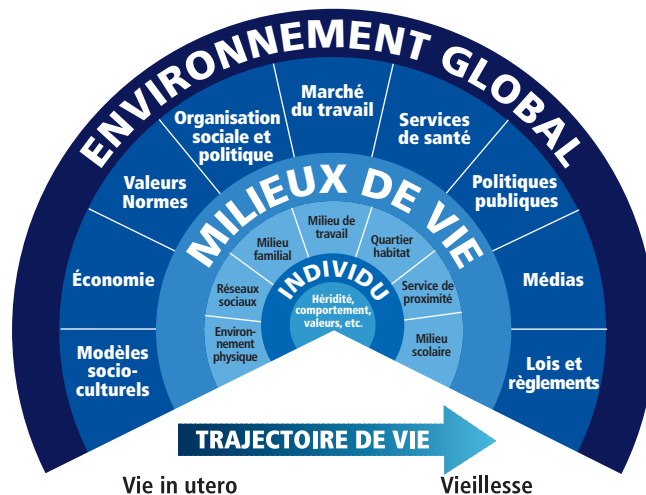 ENVIRONNEMENT GLOBAL
Modèles
socio-
culturels
Économie
Valeurs
Normes
Organisation
sociale et
politique
Marché
du travail
Services
de santé
Politiques
publiques
Médias
Lois et
règlements
MILIEUX DE VIE
Environ-
nement
physique
Réseaux
sociaux
Milieu
familial
Milieu de
travail
Quartier
habitat
Service de
proximité
Milieu
scolaire
INDIVIDU
Héridité,
comportement,
valeurs, etc.
TRAJECTOIRE DE VIE
Vie in utero
Vieillesse